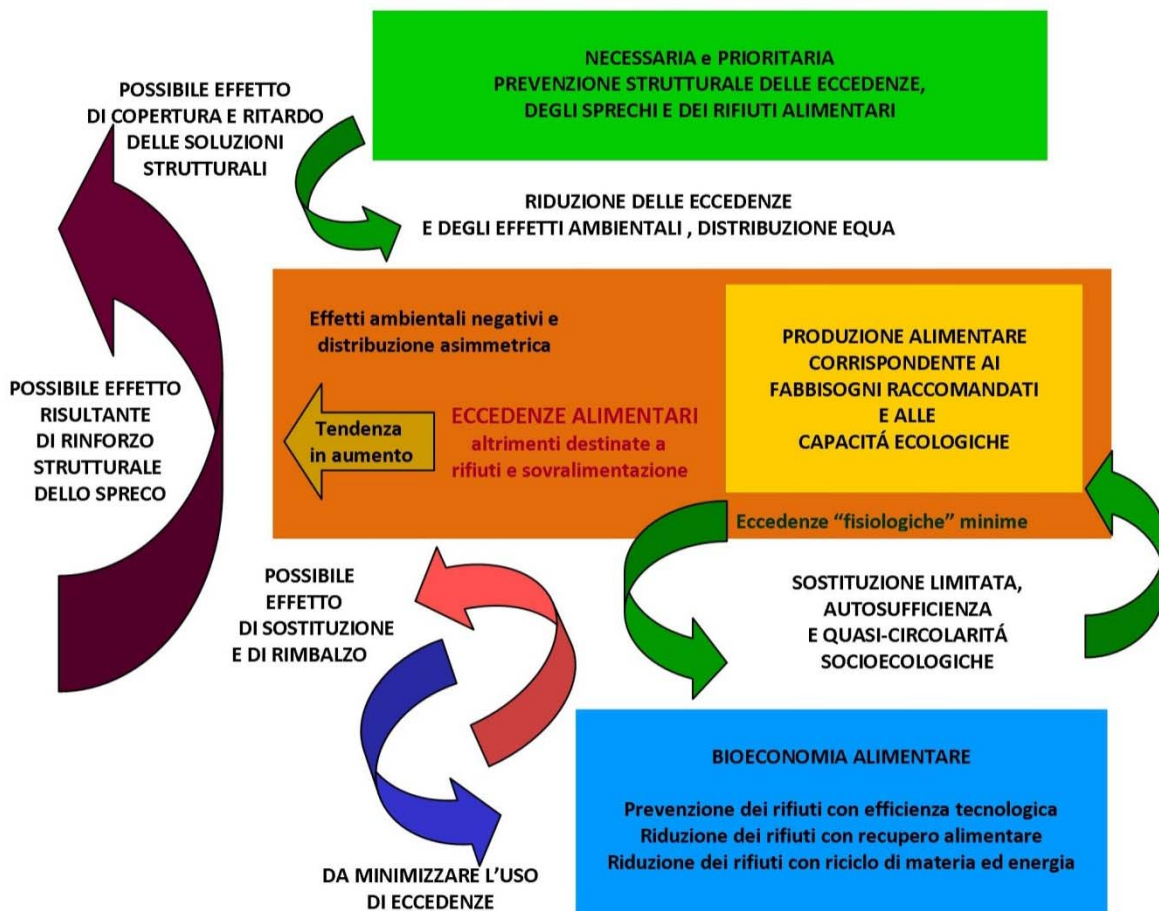 NECESSARIA e PRIORITARIA
PREVENZIONE STRUTTURALE DELLE ECCEDENZE,
DEGLI SPRECHI E DEI RIFIUTI ALIMENTARI
POSSIBILE EFFETTO
DI COPERTURA E RITARDO
DELLE SOLUZIONI
STRUTTURALI
RIDUZIONE DELLE ECCEDENZE
E DEGLI EFFETTI AMBIENTALI , DISTRIBUZIONE EQUA
Effetti ambientali negativi e
distribuzione asimmetrica
PRODUZIONE ALIMENTARE
CORRISPONDENTE AI
FABBISOGNI RACCOMANDATI
E ALLE
CAPACITÁ ECOLOGICHE
POSSIBILE EFFETTO
RISULTANTE
DI RINFORZO
STRUTTURALE
DELLO SPRECO
Tendenza
in aumento
ECCEDENZE ALIMENTARI
altrimenti destinate a
rifiuti e sovralimentazione
Eccedenze “fisiologiche” minime
POSSIBILE
EFFETTO
DI SOSTITUZIONE
E DI RIMBALZO
SOSTITUZIONE LIMITATA,
AUTOSUFFICIENZA
E QUASI-CIRCOLARITÁ
SOCIOECOLOGICHE
BIOECONOMIA ALIMENTARE
Prevenzione dei rifiuti con efficienza tecnologica
Riduzione dei rifiuti con recupero alimentare
Riduzione dei rifiuti con riciclo di materia ed energia
DA MINIMIZZARE L’USO
DI ECCEDENZE